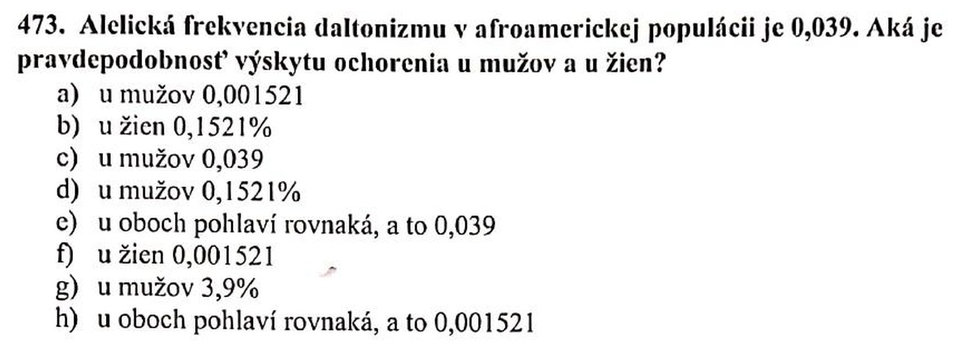 473. Alelická frekvencia daltonizmu v afroamerickej populácii je 0,039. Aká je
pravdepodobnosť výskytu ochorenia u mužov a u žien?
a) u mužov 0,001521
b) u žien 0,1521%
c) u mužov 0,039
d) u mužov 0,1521%
e) u oboch pohlaví rovnaká, a to 0,039
f) u žien 0,001521
g) u mužov 3,9%
h) u oboch pohlaví rovnaká, a to 0,001521